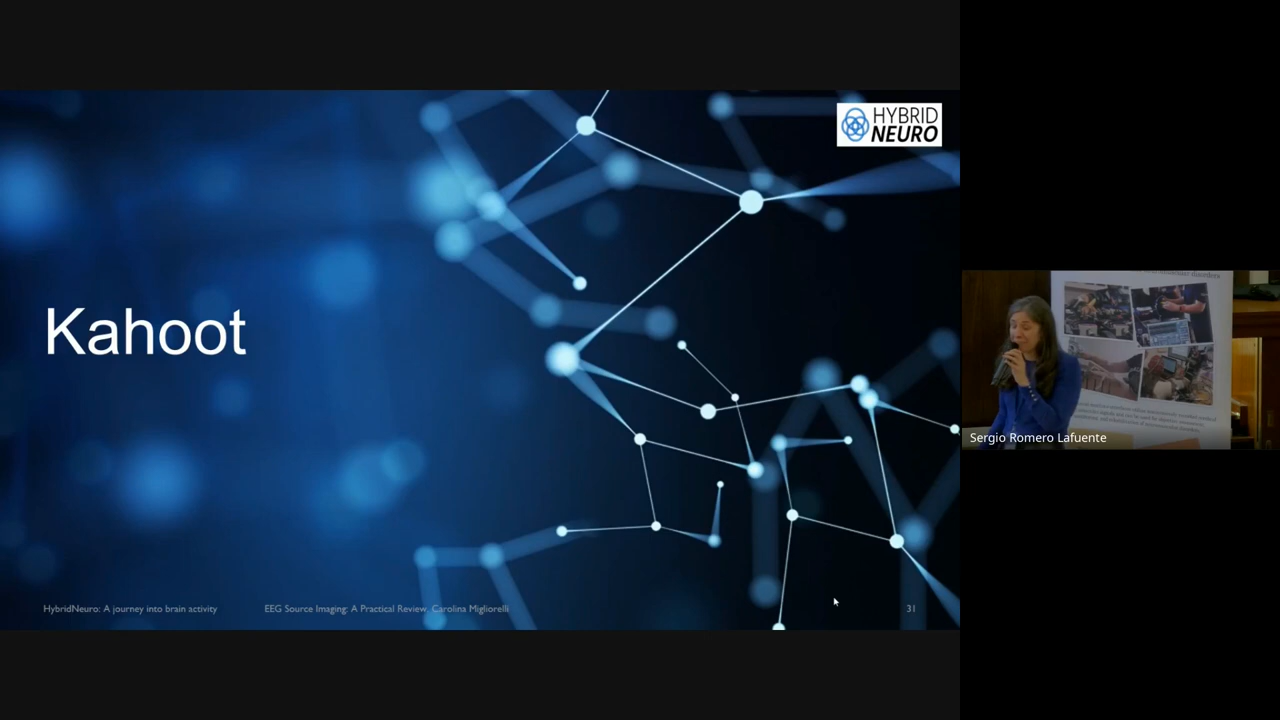 HYBRID
NEURO
Kahoot
HybridNeuro: A journey into brain activity
EEG Source Imaging: A Practical Review. Carolina Migliorelli
31
disorders
Sergio Romero Lafuente